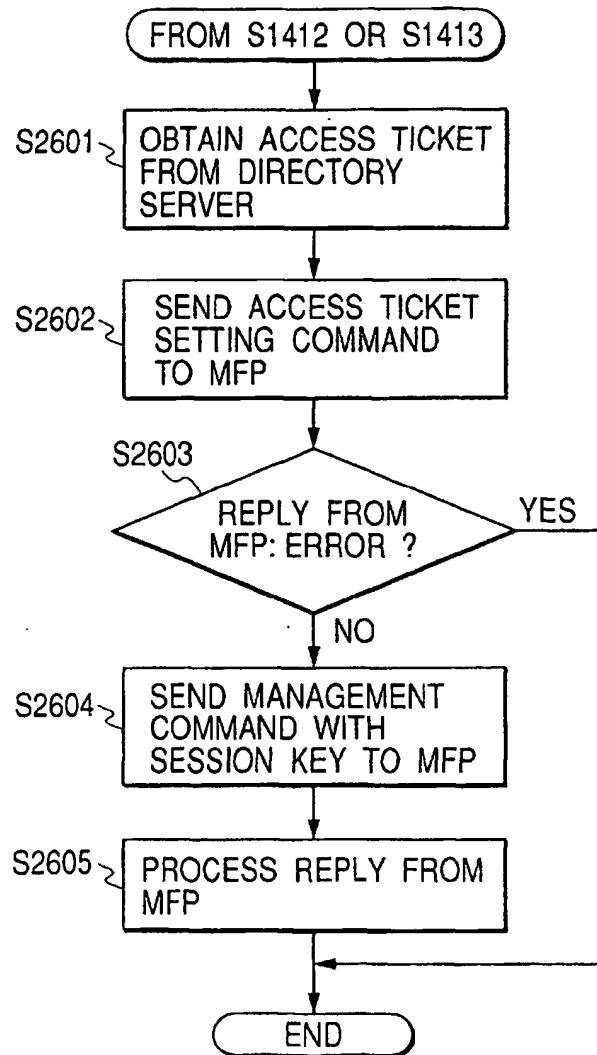 FROM S1412 OR S1413
S2601
OBTAIN ACCESS TICKET
FROM DIRECTORY
SERVER
S2602
SEND ACCESS TICKET
SETTING COMMAND
TO MFP
S2603
REPLY FROM
MFP: ERROR ?
YES
NO
S2604
SEND MANAGEMENT
COMMAND WITH
SESSION KEY TO MFP
S2605
PROCESS REPLY FROM
MFP
END